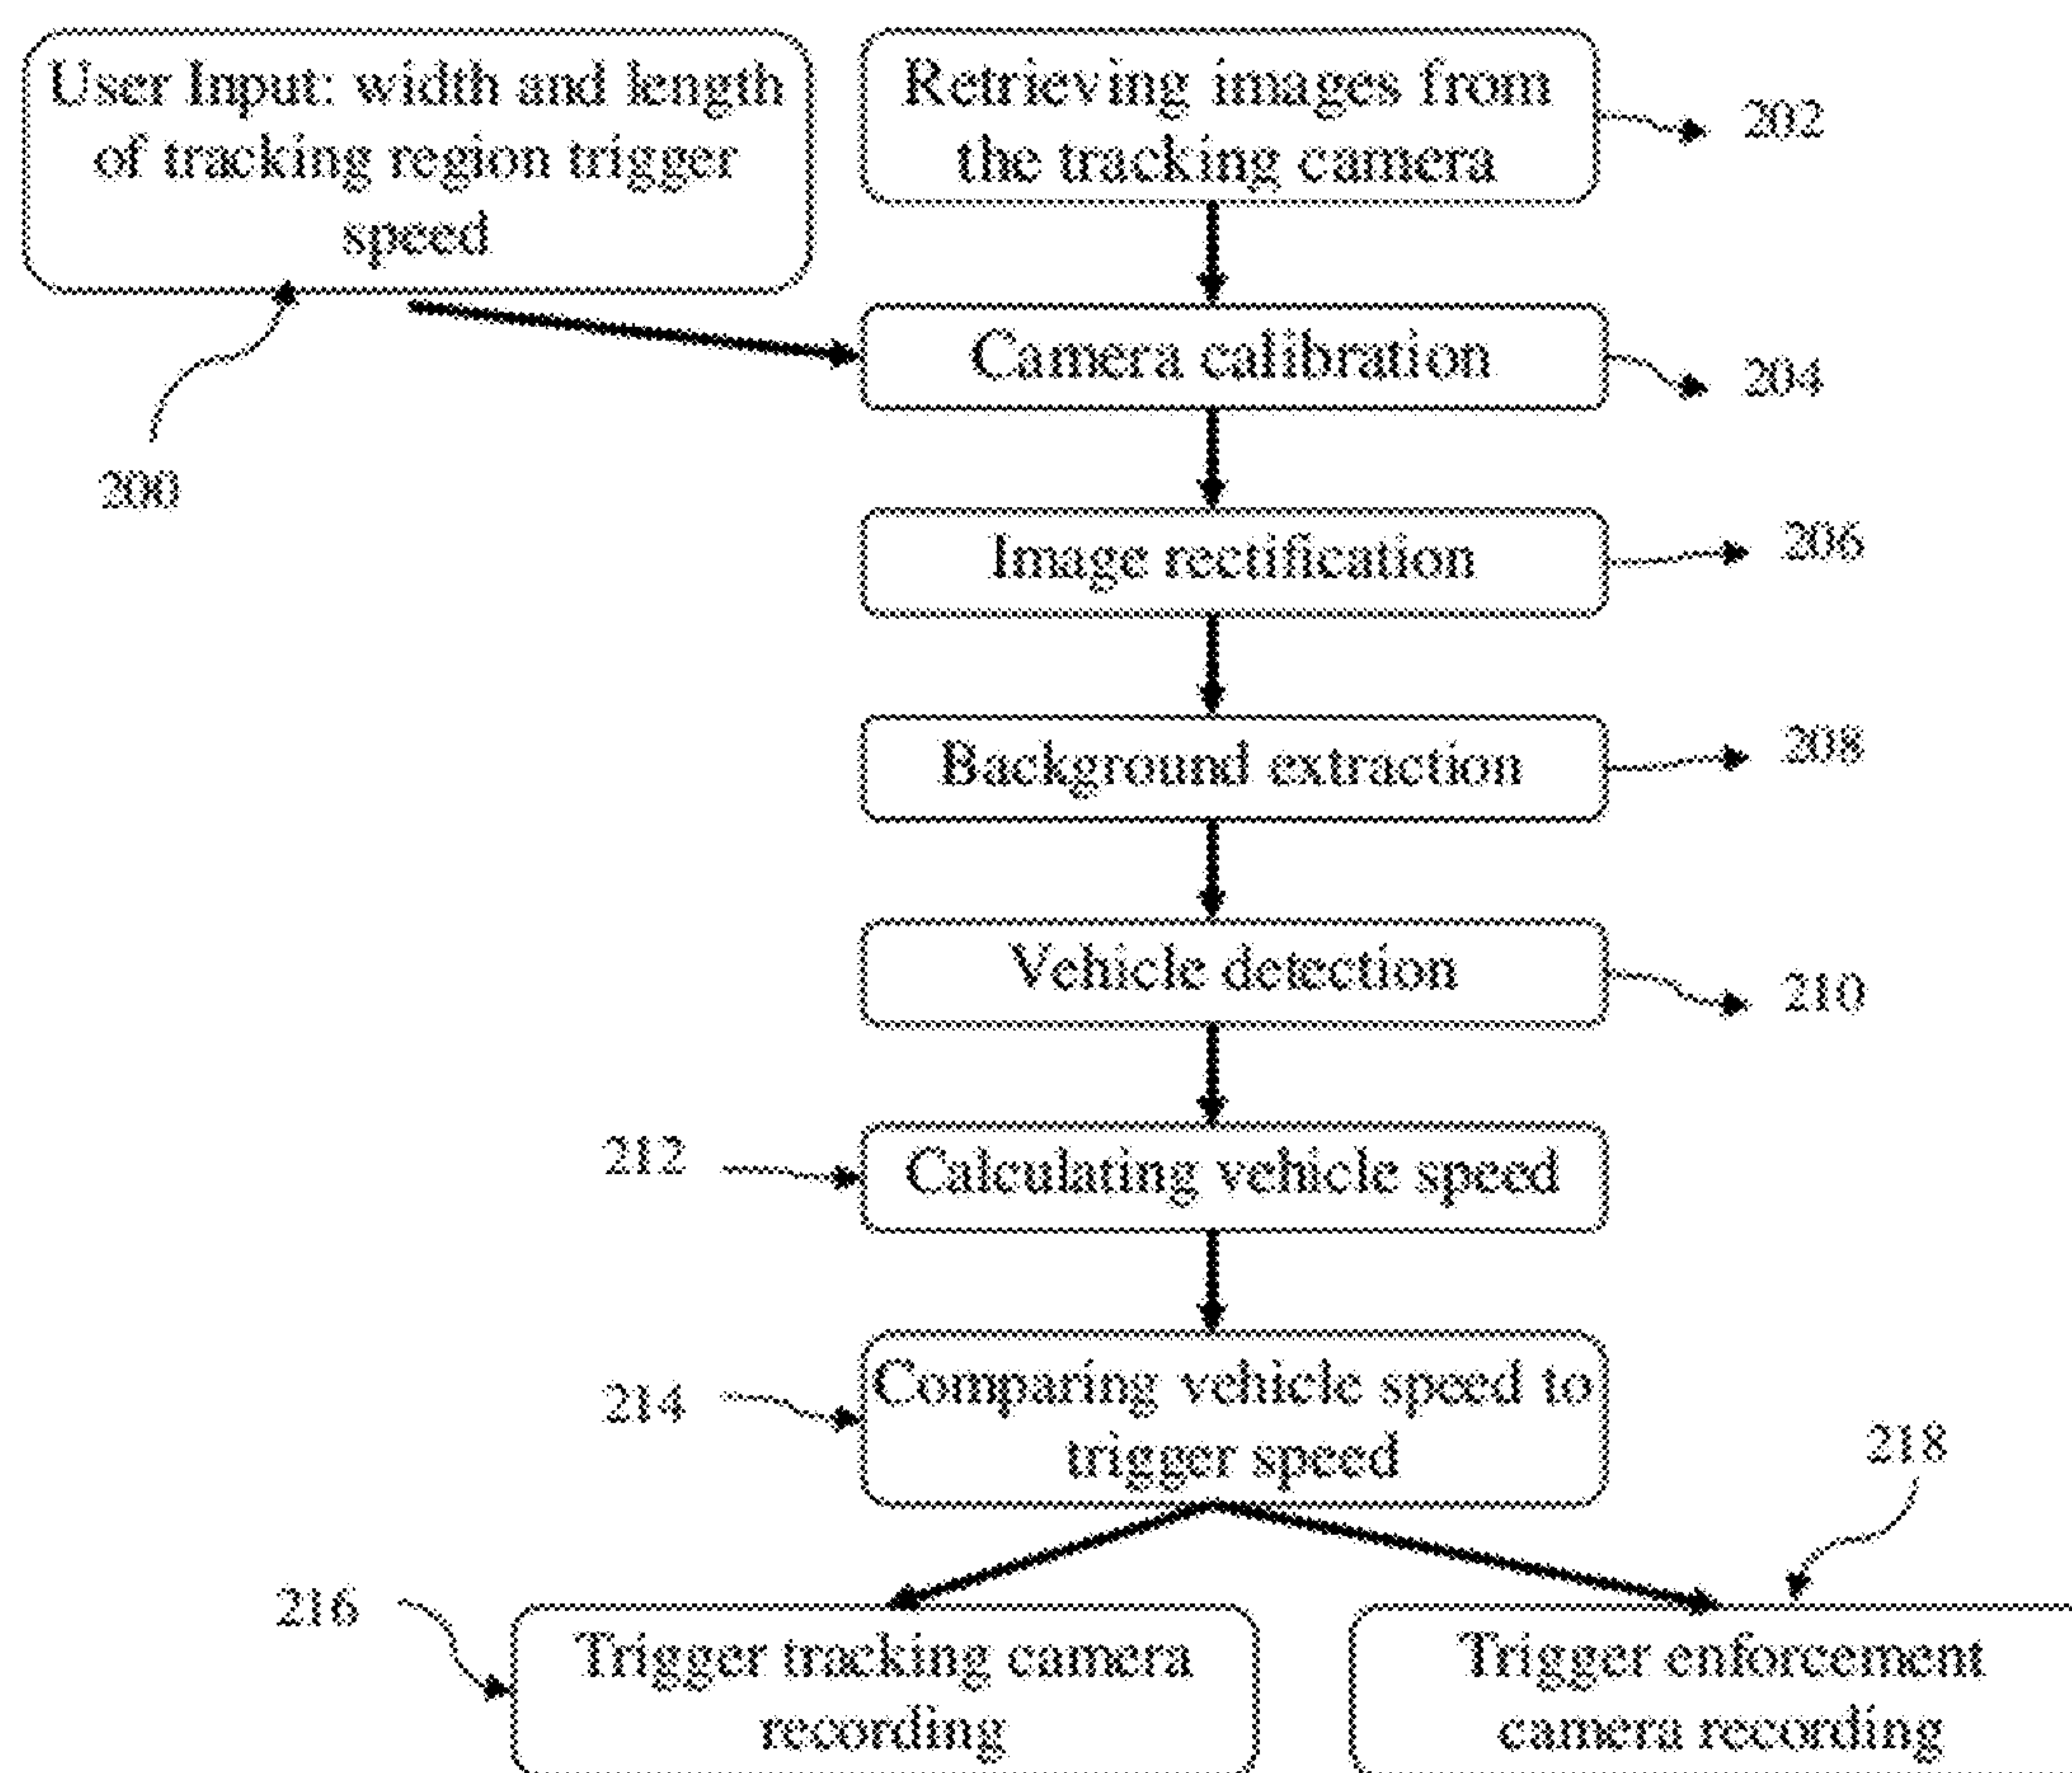 User Input: width and length
of tracking region trigger
speed
200
Retrieving images from
the tracking camera
202
Camera calibration
204
Image rectification
206
Background extraction
208
Vehicle detection
210
212
Calculating vehicle speed
214
Comparing vehicle speed to
trigger speed
218
216
Trigger tracking camera
recording
Trigger enforcement
camera recording